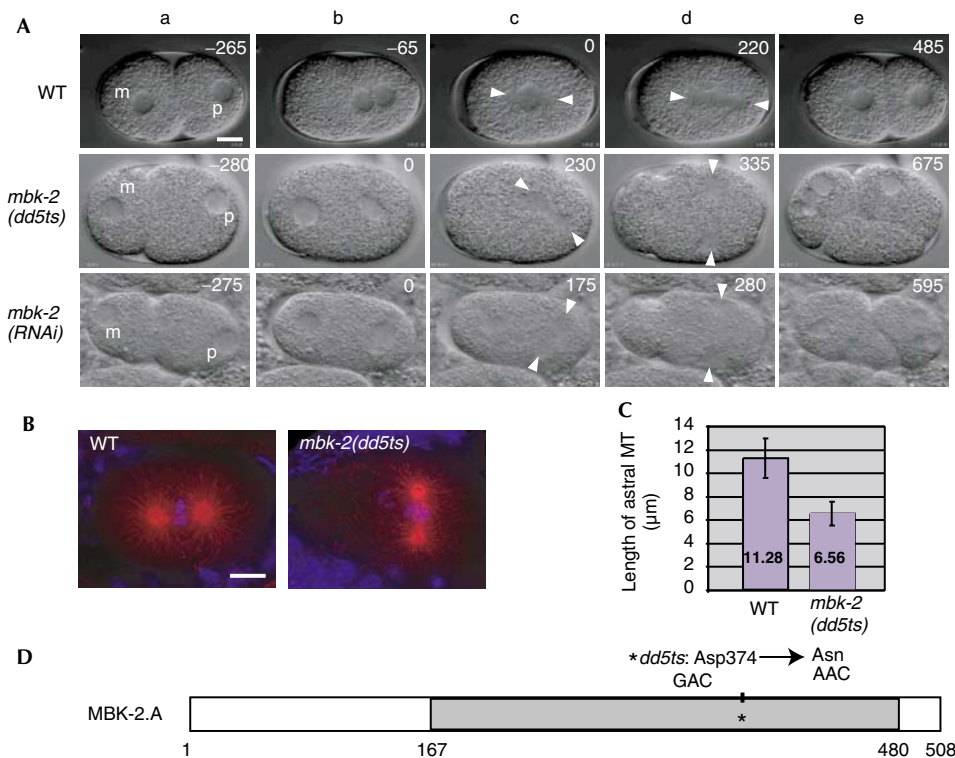 a b c d e
A
WT
−265 −65 0 220 485
m
p
mbk-2
(dd5ts)
−280 0 230 335 675
m
p
mbk-2
(RNAi)
−275 0 175 280 595
m
p
B
WT
mbk-2(dd5ts)
C
Length of astral MT
(µm)
14
12
10
8
6
4
2
0
11.28 6.56
WT
mbk-2
(dd5ts)
D
*dd5ts: Asp374 Asn
GAC AAC
MBK-2.A
*
1 167 480 508